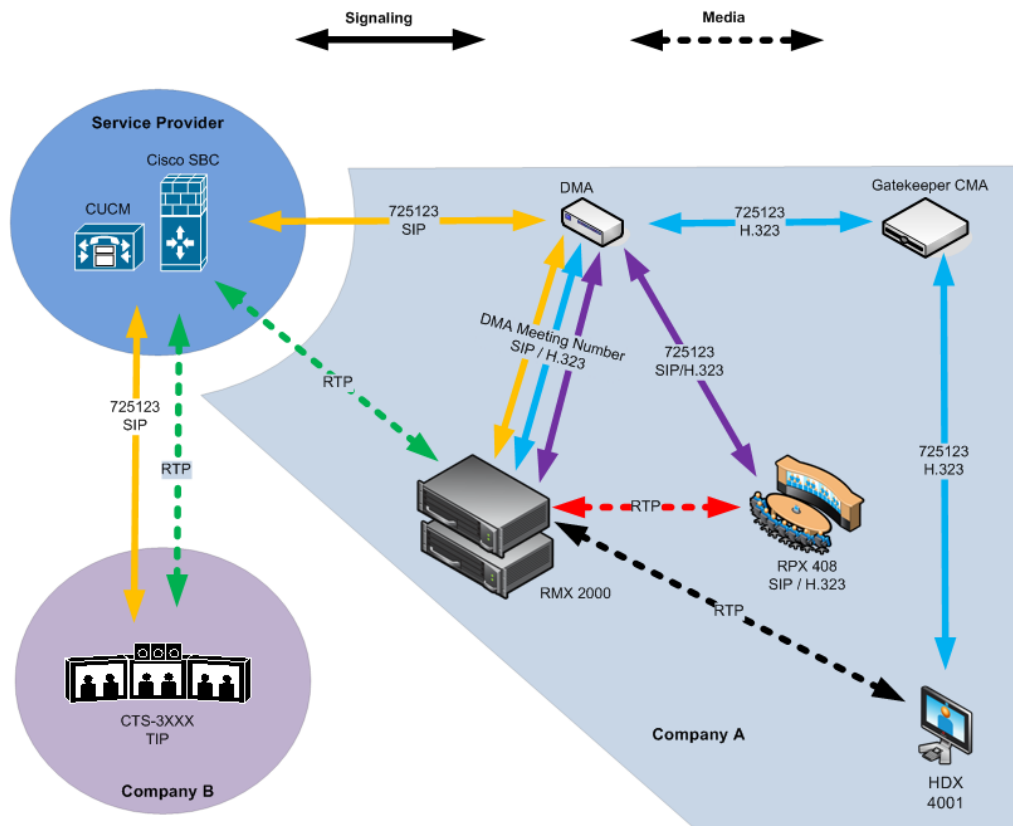 Signaling
Media
Service Provider
Cisco SBC
CUCM
DMA
Gatekeeper CMA
725123
SIP
725123
H.323
DMA Meeting Number
SIP / H.323
725123
SIP/H.323
RTP
725123
SIP
RTP
725123
H.323
RTP
RPX 408
SIP / H.323
RMX 2000
RTP
CTS-3XXX
TIP
Company B
Company A
HDX
4001